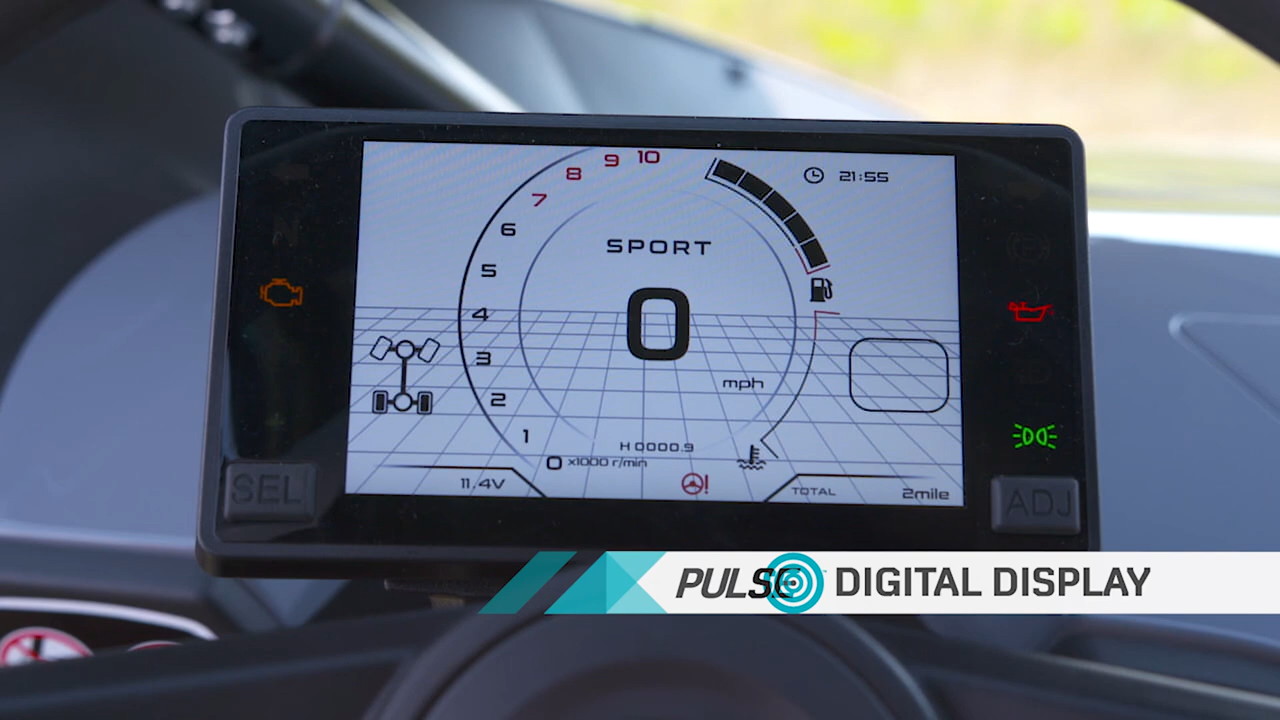 10
9
8
7
6
5
4
3
2
1
21:55
SPORT
0
mph
H 0000.9
0 x1000 r/min
11.4V
!
TOTAL 2mile
SEL
ADJ
PULSE DIGITAL DISPLAY